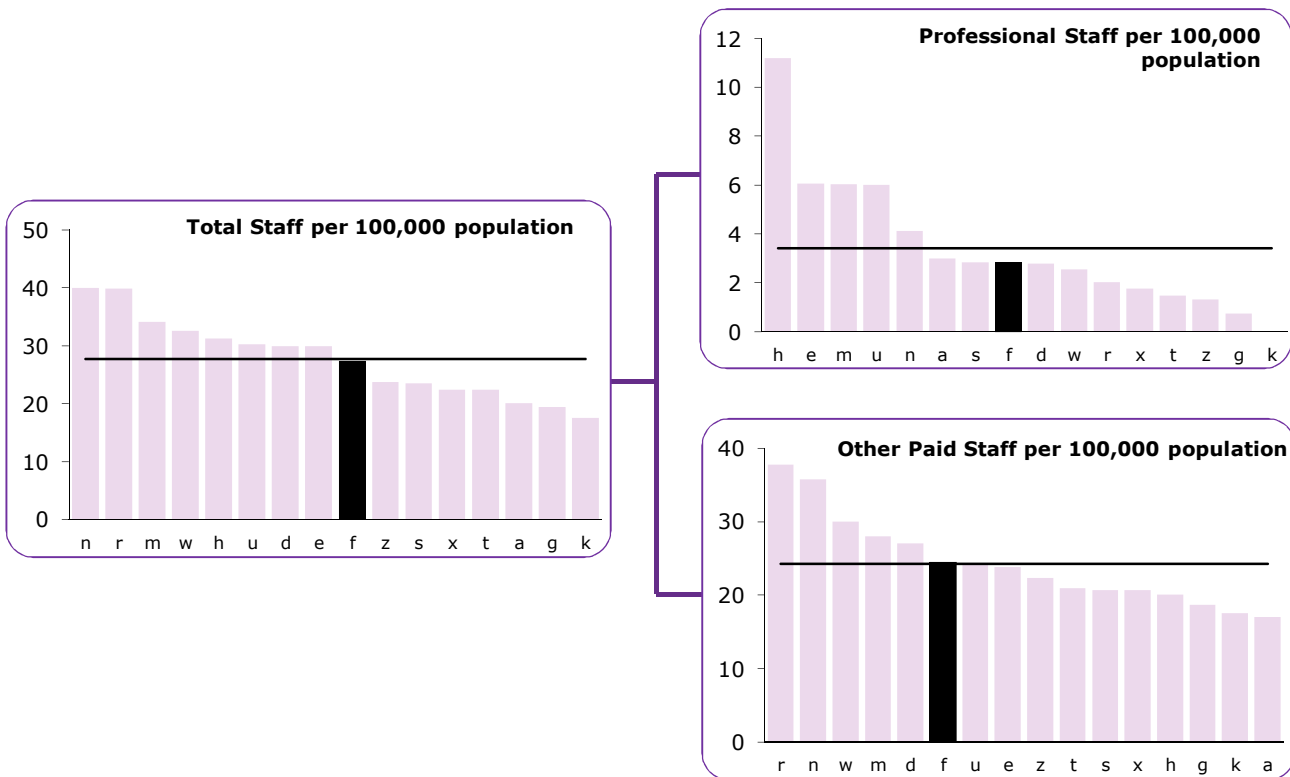 Total Staff per 100,000 population
50
40
30
20
10
0
n r m w h u d e f z s x t a g k
Professional Staff per 100,000
population
12
10
8
6
4
2
0
h e m u n a s f d w r x t z g k
Other Paid Staff per 100,000 population
40
30
20
10
0
r n w m d f u e z t s x h g k a